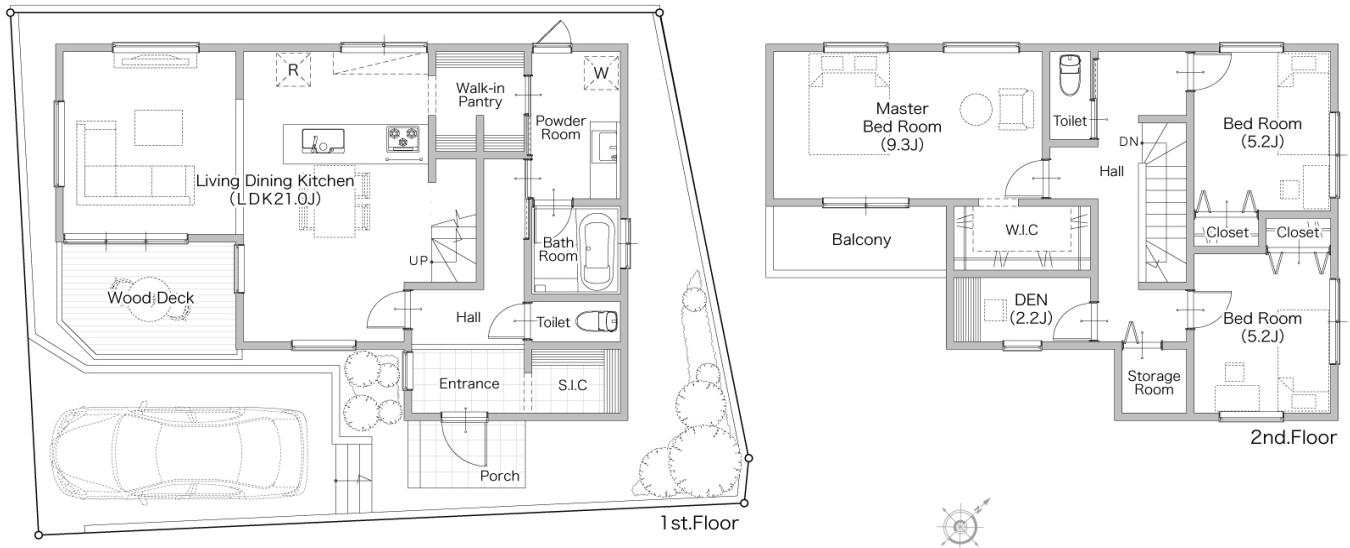 R
Walk-in
Pantry
W
Powder
Room
Living Dining Kitchen
(LDK21.0J)
Bath
Room
UP
Wood Deck
Hall
Toilet
Entrance
S.I.C
Porch
1st.Floor
Master
Bed Room
(9.3J)
Toilet
Bed Room
(5.2J)
DN
Hall
Balcony
W.I.C
Closet
Closet
DEN
(2.2J)
Bed Room
(5.2J)
Storage
Room
2nd.Floor
N